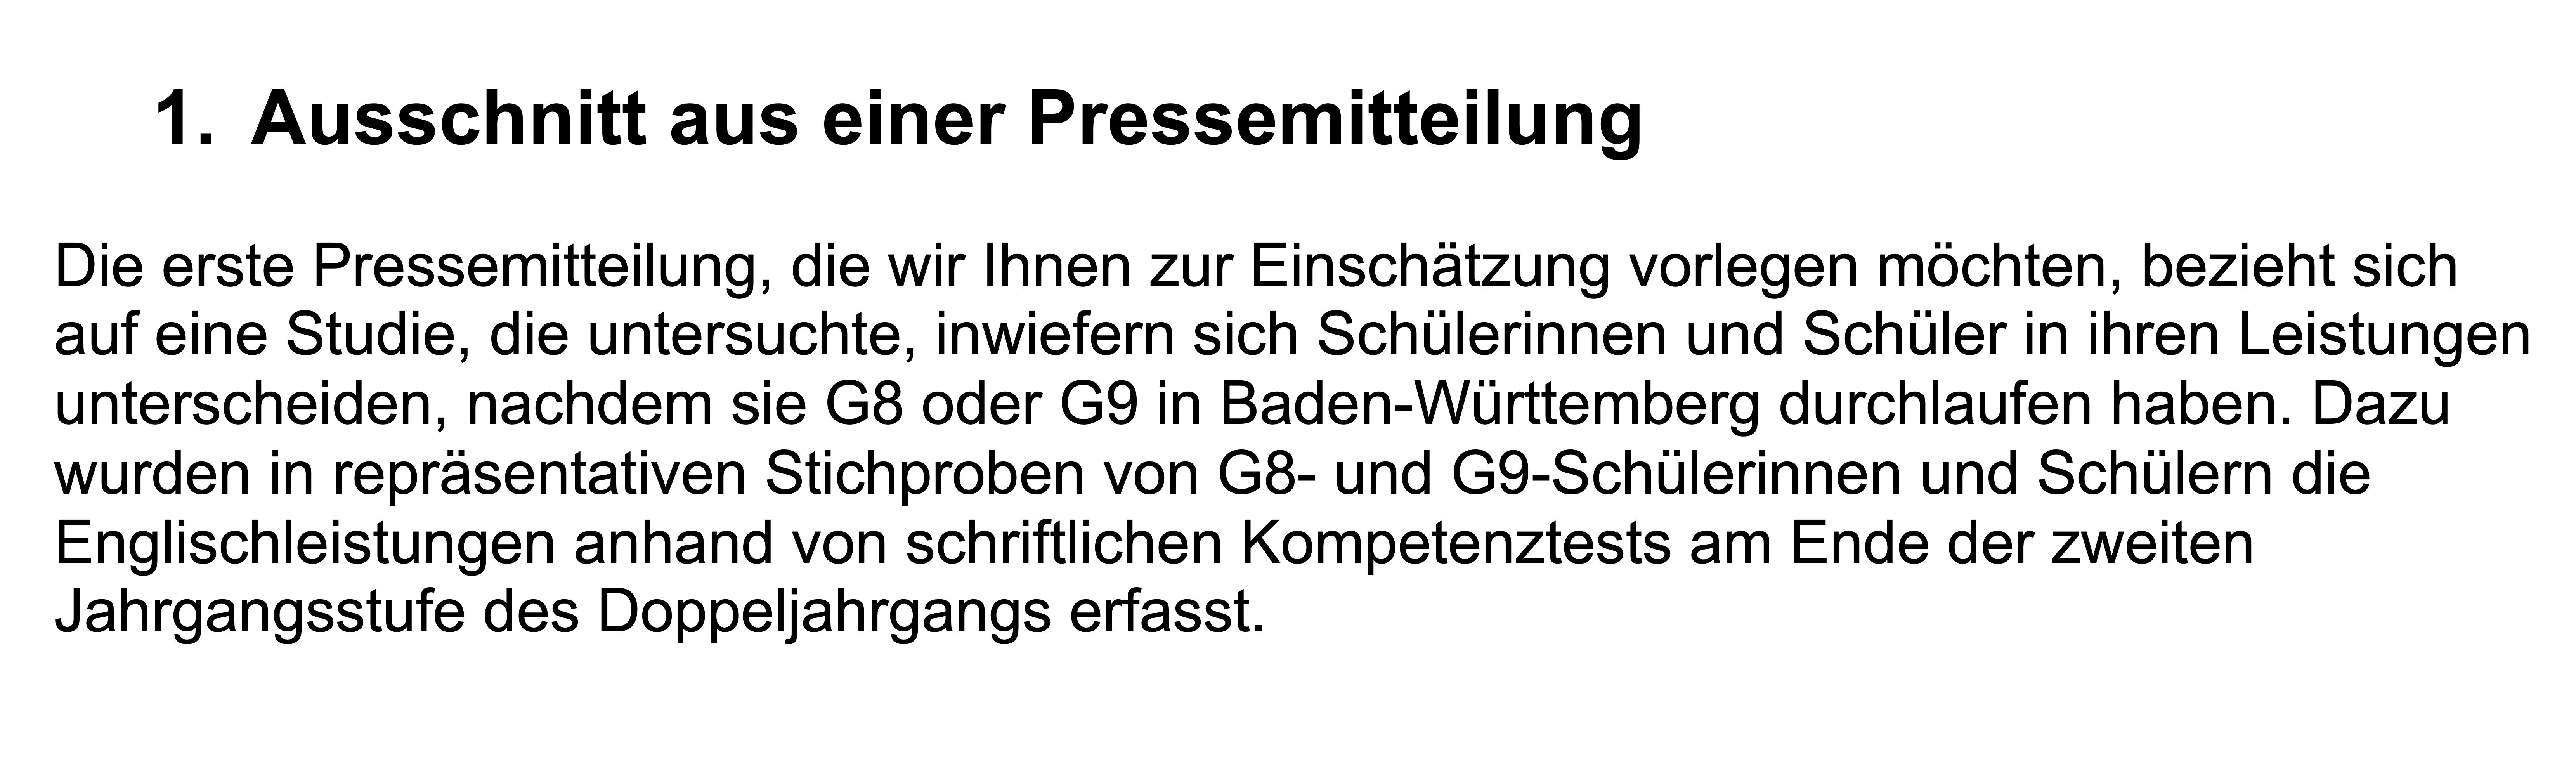 1. Ausschnitt aus einer Pressemitteilung
Die erste Pressemitteilung, die wir Ihnen zur Einschätzung vorlegen möchten, bezieht sich
auf eine Studie, die untersuchte, inwiefern sich Schülerinnen und Schüler in ihren Leistungen
unterscheiden, nachdem sie G8 oder G9 in Baden-Württemberg durchlaufen haben. Dazu
wurden in repräsentativen Stichproben von G8- und G9-Schülerinnen und Schülern die
Englischleistungen anhand von schriftlichen Kompetenztests am Ende der zweiten
Jahrgangsstufe des Doppeljahrgangs erfasst.